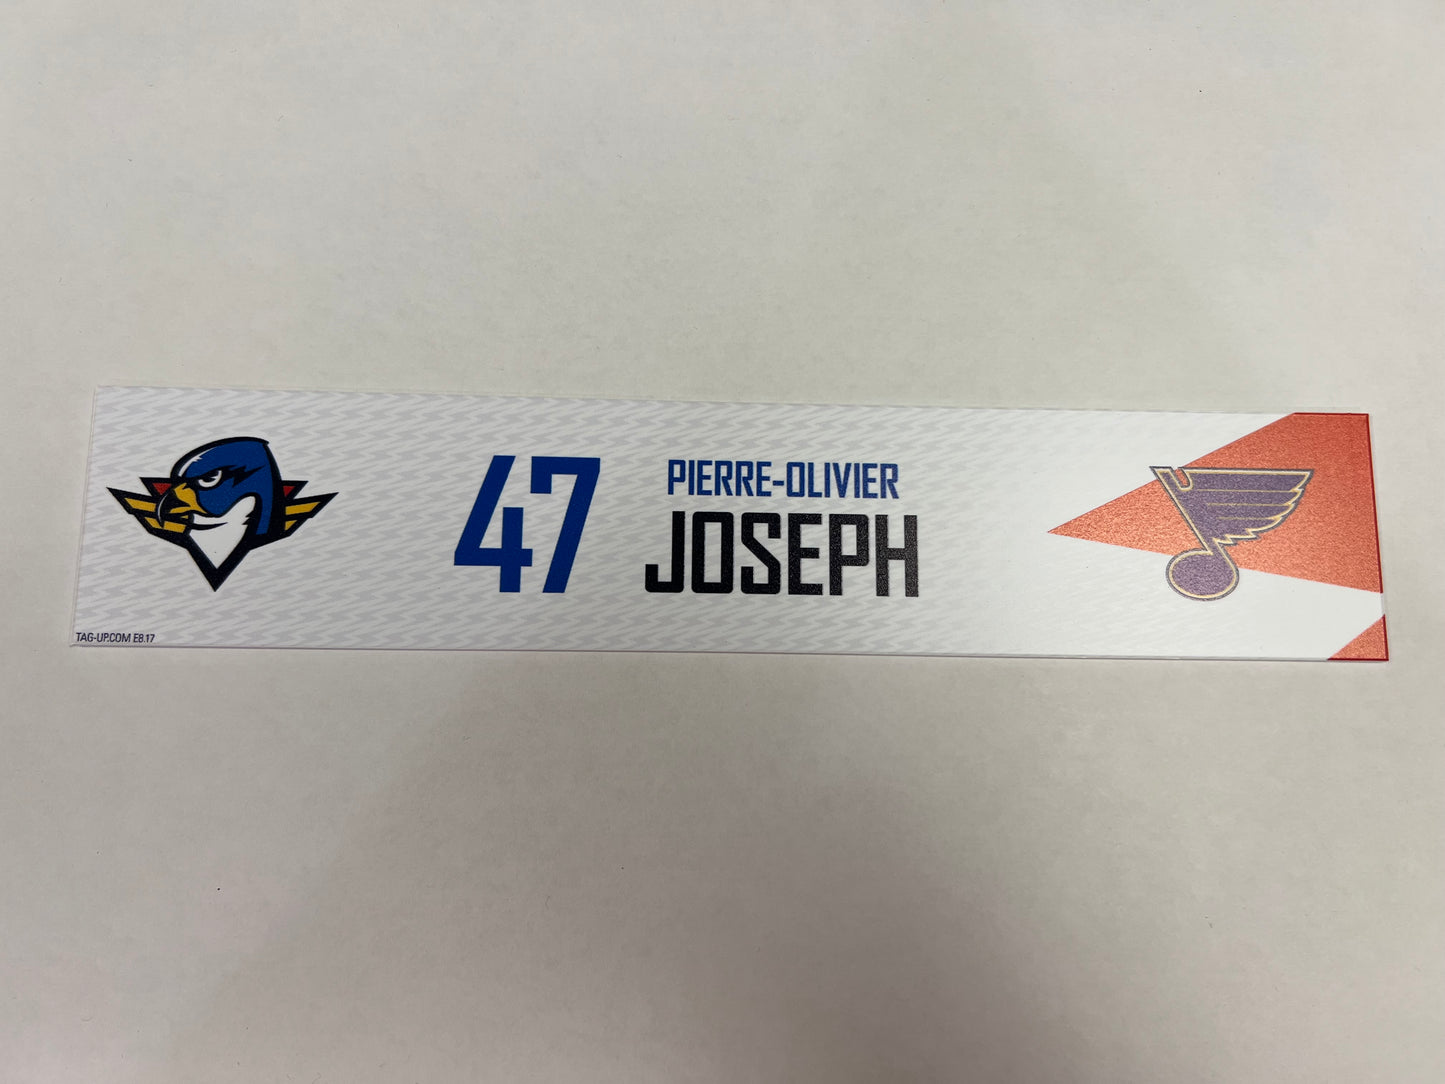 47
PIERRE-OLIVIER
JOSEPH
TAG-UP.COM E8.17